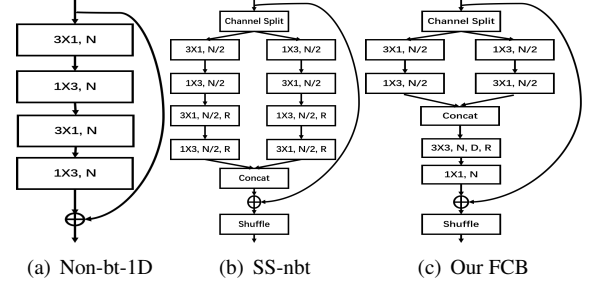 3X1, N
1X3, N
3X1, N
1X3, N
(a) Non-bt-1D
Channel Split
3X1, N/2 1X3, N/2
1X3, N/2 3X1, N/2
3X1, N/2, R 1X3, N/2, R
1X3, N/2, R 3X1, N/2, R
Concat
Shuffle
(b) SS-nbt
Channel Split
3X1, N/2 1X3, N/2
1X3, N/2 3X1, N/2
Concat
3X3, N, D, R
1X1, N
Shuffle
(c) Our FCB